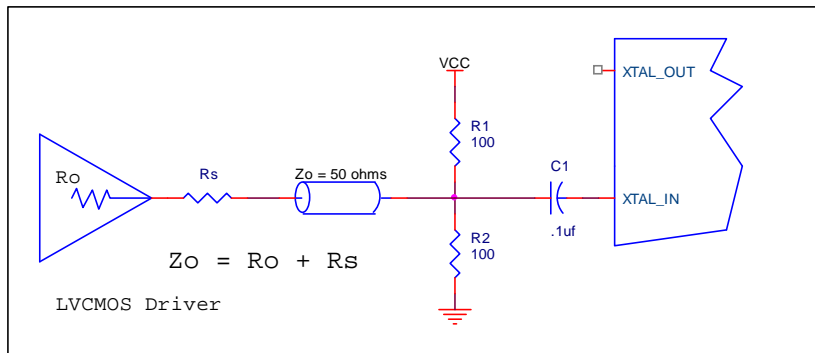 VCC
XTAL_OUT
R1
100
Ro
Rs
Zo = 50 ohms
C1
XTAL_IN
.1uf
R2
100
Zo = Ro + Rs
LVCMOS Driver